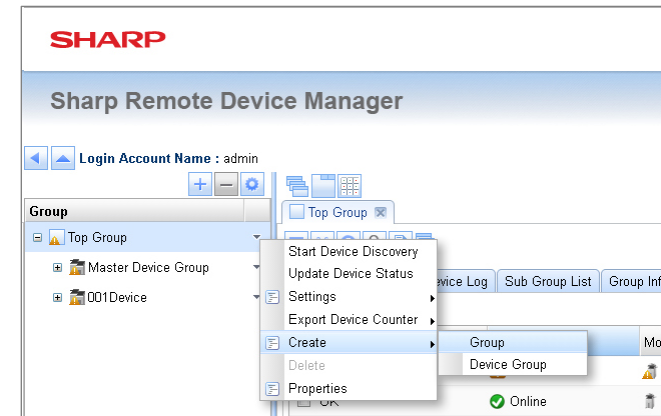 SHARP
Sharp Remote Device Manager
Login Account Name : admin
Group
Top Group
Master Device Group
001Device
Top Group
Start Device Discovery
Update Device Status
Settings
Export Device Counter
Create
Delete
Properties
Group
Device Group
evice Log
Sub Group List
Group Inf
Mo
OK
Online